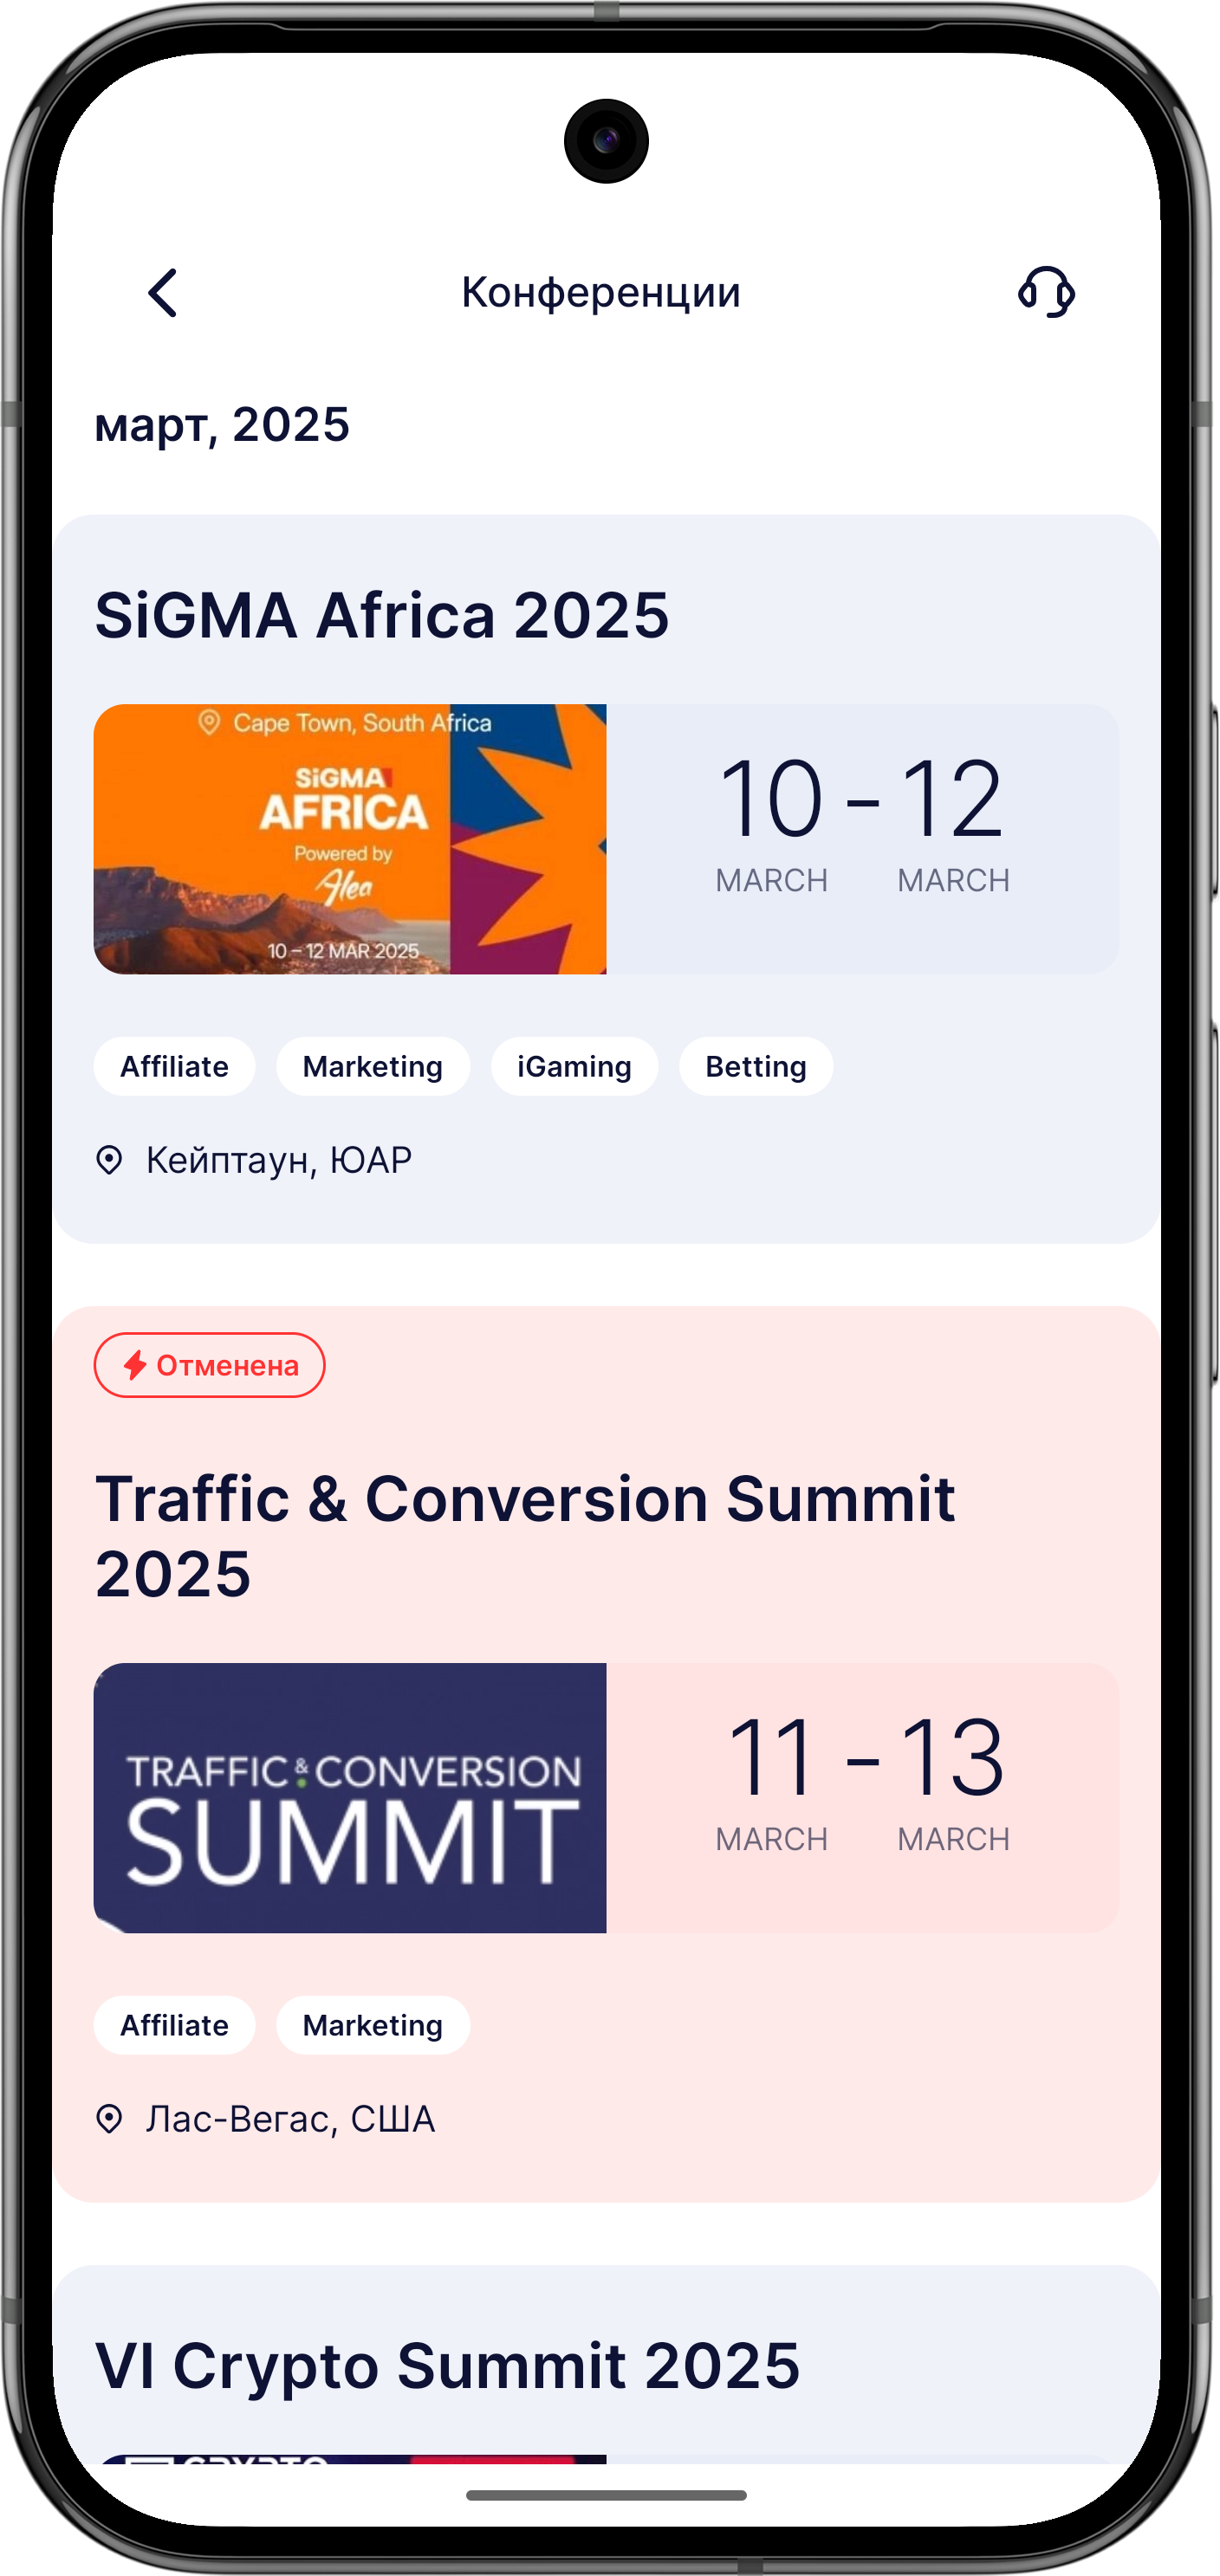 Конференции
март, 2025
SiGMA Africa 2025
Cape Town, South Africa
SiGMA
AFRICA
Powered by
Alea
10 – 12 MAR 2025
10 - 12
MARCH MARCH
Affiliate Marketing iGaming Betting
Кейптаун, ЮАР
Отменена
Traffic & Conversion Summit
2025
TRAFFIC & CONVERSION
SUMMIT
11 - 13
MARCH MARCH
Affiliate Marketing
Лас-Вегас, США
VI Crypto Summit 2025